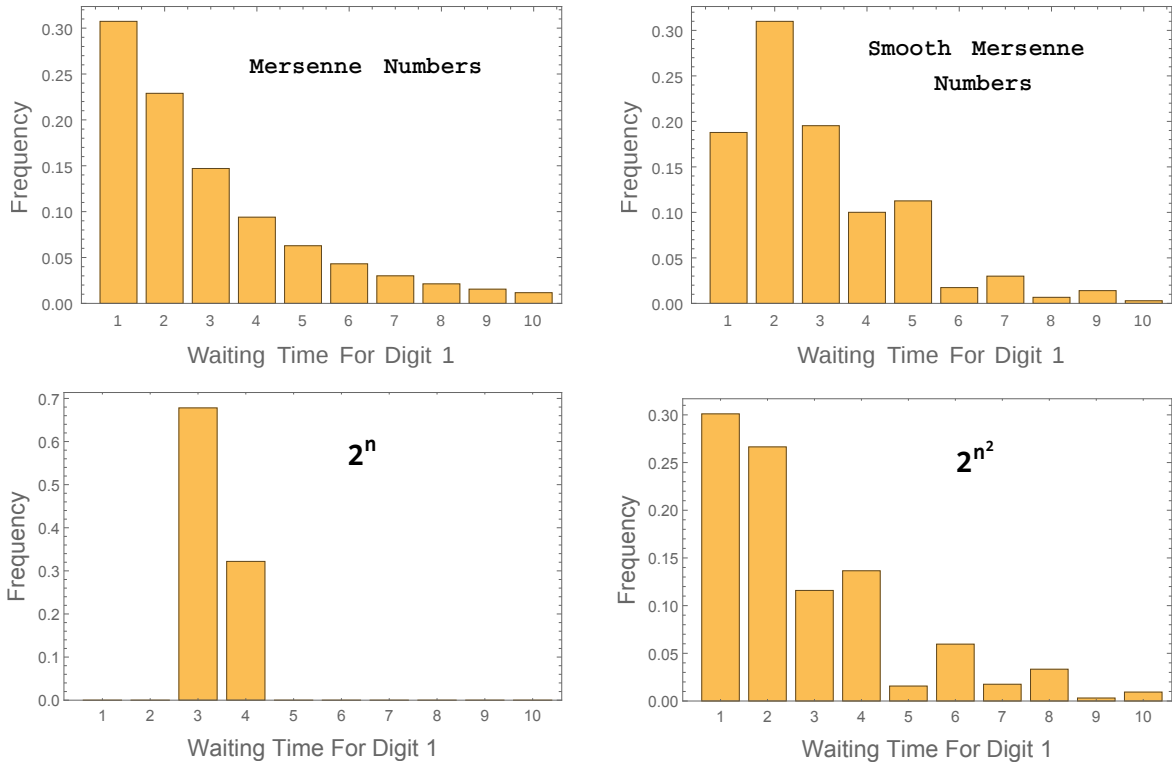 0.30
0.25
0.20
0.15
0.10
0.05
0.00
Frequency
Mersenne Numbers
1 2 3 4 5 6 7 8 9 10
Waiting Time For Digit 1
0.30
0.25
0.20
0.15
0.10
0.05
0.00
Frequency
Smooth Mersenne
Numbers
1 2 3 4 5 6 7 8 9 10
Waiting Time For Digit 1
0.7
0.6
0.5
0.4
0.3
0.2
0.1
0.0
Frequency
2ⁿ
1 2 3 4 5 6 7 8 9 10
Waiting Time For Digit 1
0.30
0.25
0.20
0.15
0.10
0.05
0.00
Frequency
2^n²
1 2 3 4 5 6 7 8 9 10
Waiting Time For Digit 1